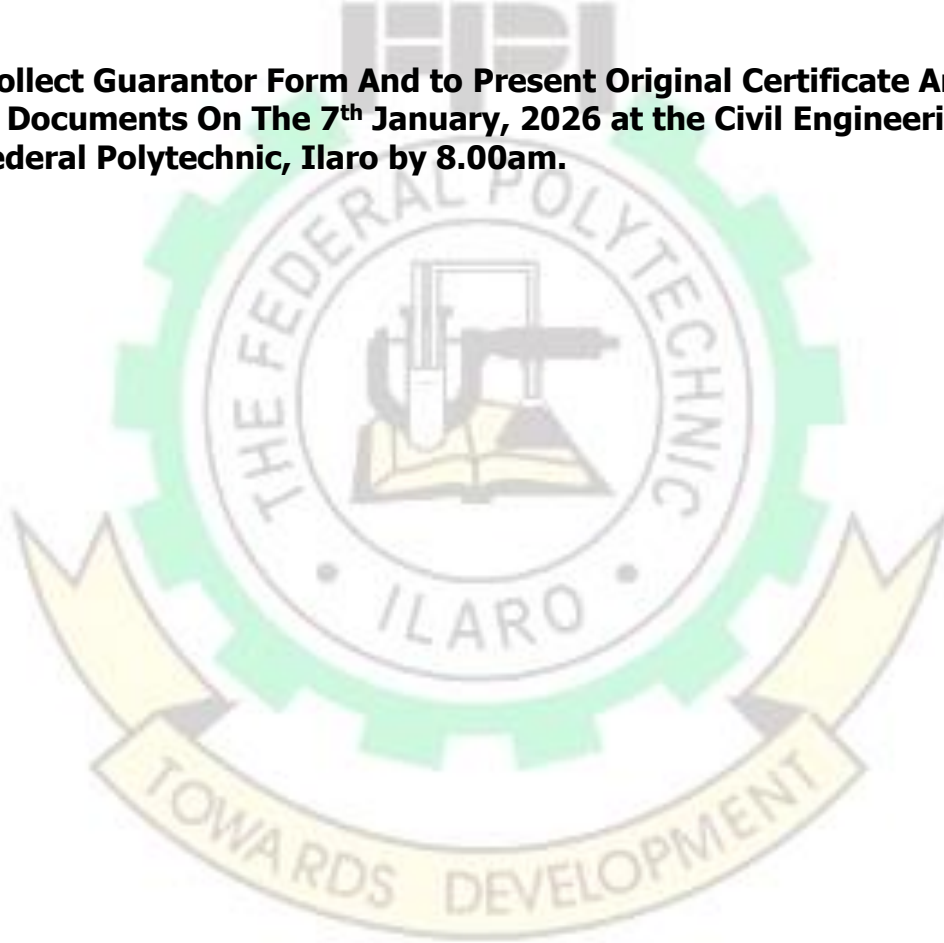 FPI
ollect Guarantor Form And to Present Original Certificate Ar
Documents On The 7th January, 2026 at the Civil Engineeri
ederal Polytechnic, Ilaro by 8.00am.
THE FEDERAL POLYTECHNIC
• ILARO •
TOWARDS DEVELOPMENT